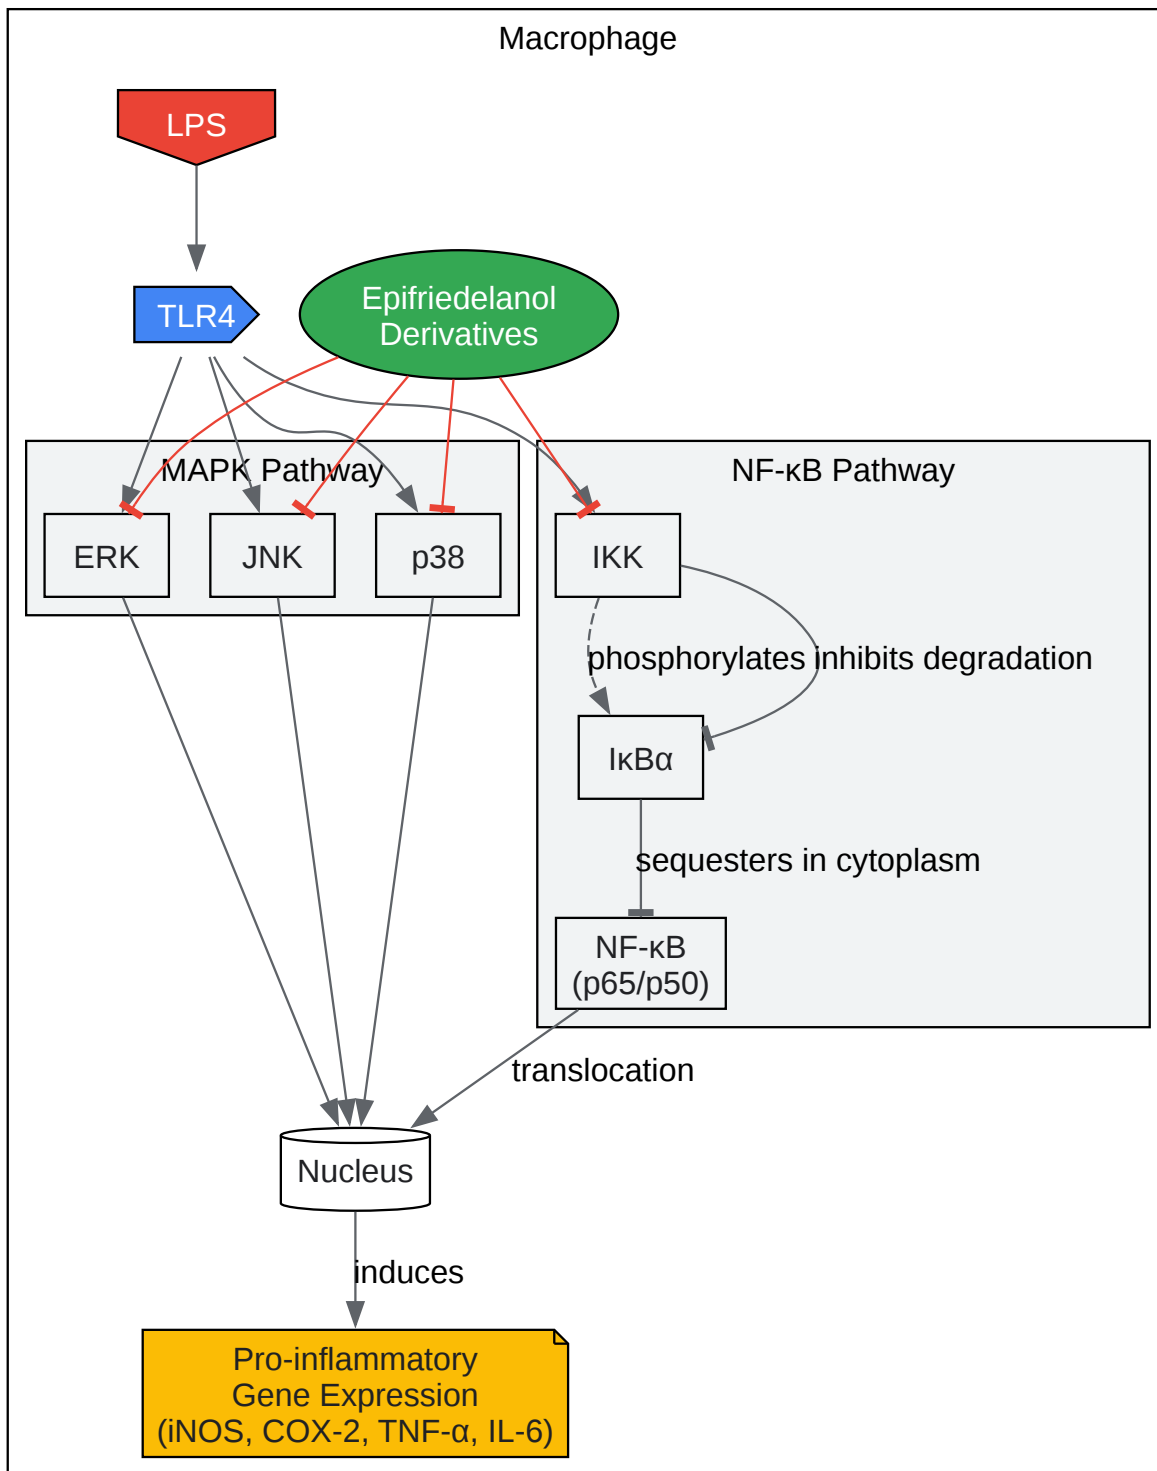 Macrophage
LPS
TLR4
Epifriedelanol
Derivatives
MAPK Pathway
NF-κB Pathway
ERK
JNK
p38
IKK
phosphorylates
inhibits degradation
IκBα
sequesters in cytoplasm
NF-κB
(p65/p50)
translocation
Nucleus
induces
Pro-inflammatory
Gene Expression
(iNOS, COX-2, TNF-α, IL-6)